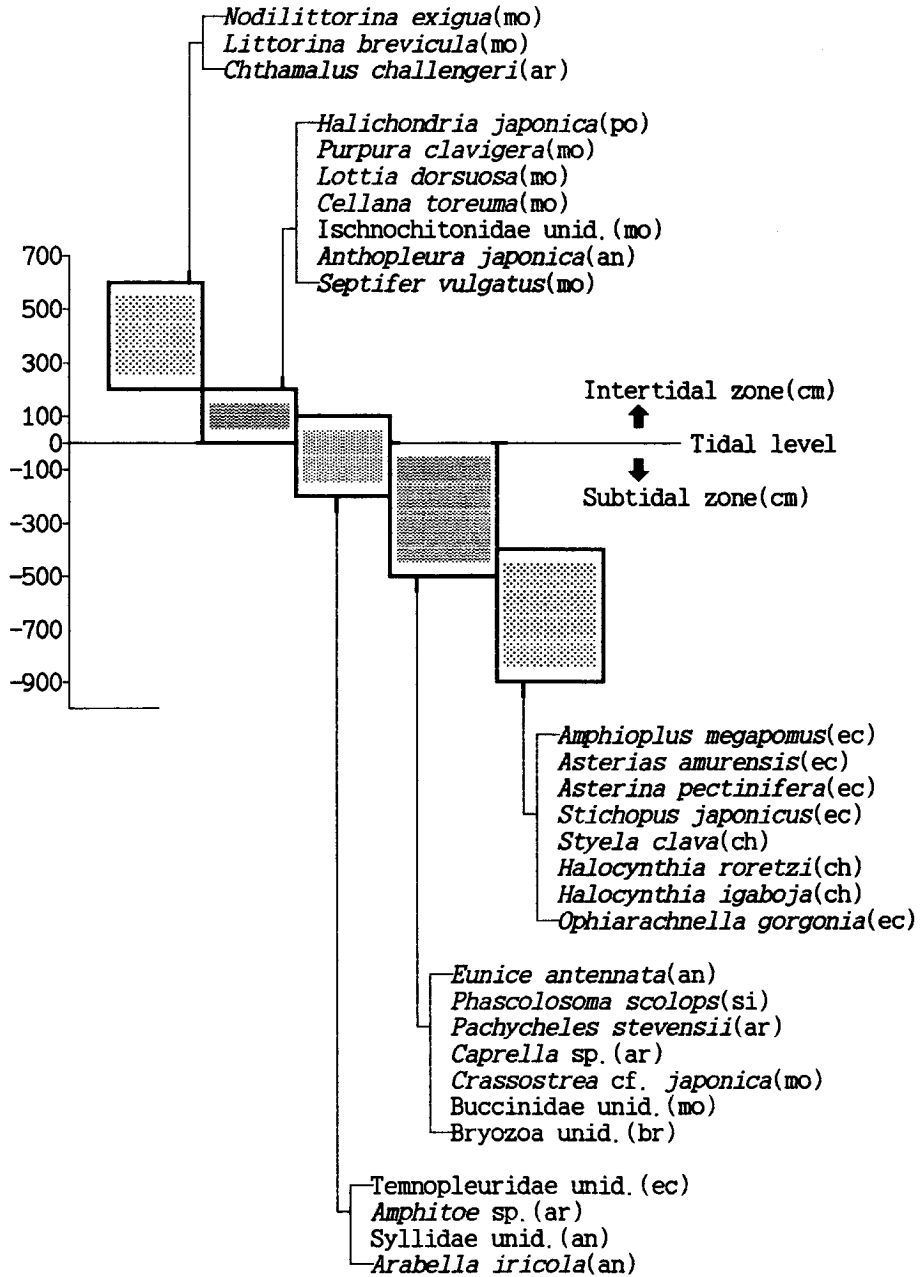 Nodilittorina exigua(mo)
Littorina brevicula(mo)
Chthamalus challengeri(ar)
Halichondria japonica(po)
Purpura clavigera(mo)
Lottia dorsuosa(mo)
Cellana toreuma(mo)
Ischnochitonidae unid.(mo)
Anthopleura japonica(an)
Septifer vulgatus(mo)
700
500
300
100
0
-100
-300
-500
-700
-900
Intertidal zone(cm)
Tidal level
Subtidal zone(cm)
Amphioplus megapomus(ec)
Asterias amurensis(ec)
Asterina pectinifera(ec)
Stichopus japonicus(ec)
Styela clava(ch)
Halocynthia roretzi(ch)
Halocynthia igaboja(ch)
Ophiarachnella gorgonia(ec)
Eunice antennata(an)
Phascolosoma scolops(si)
Pachycheles stevensii(ar)
Caprella sp.(ar)
Crassostrea cf. japonica(mo)
Buccinidae unid.(mo)
Bryozoa unid.(br)
Temnopleuridae unid.(ec)
Amphitoe sp.(ar)
Syllidae unid.(an)
Arabella iricola(an)